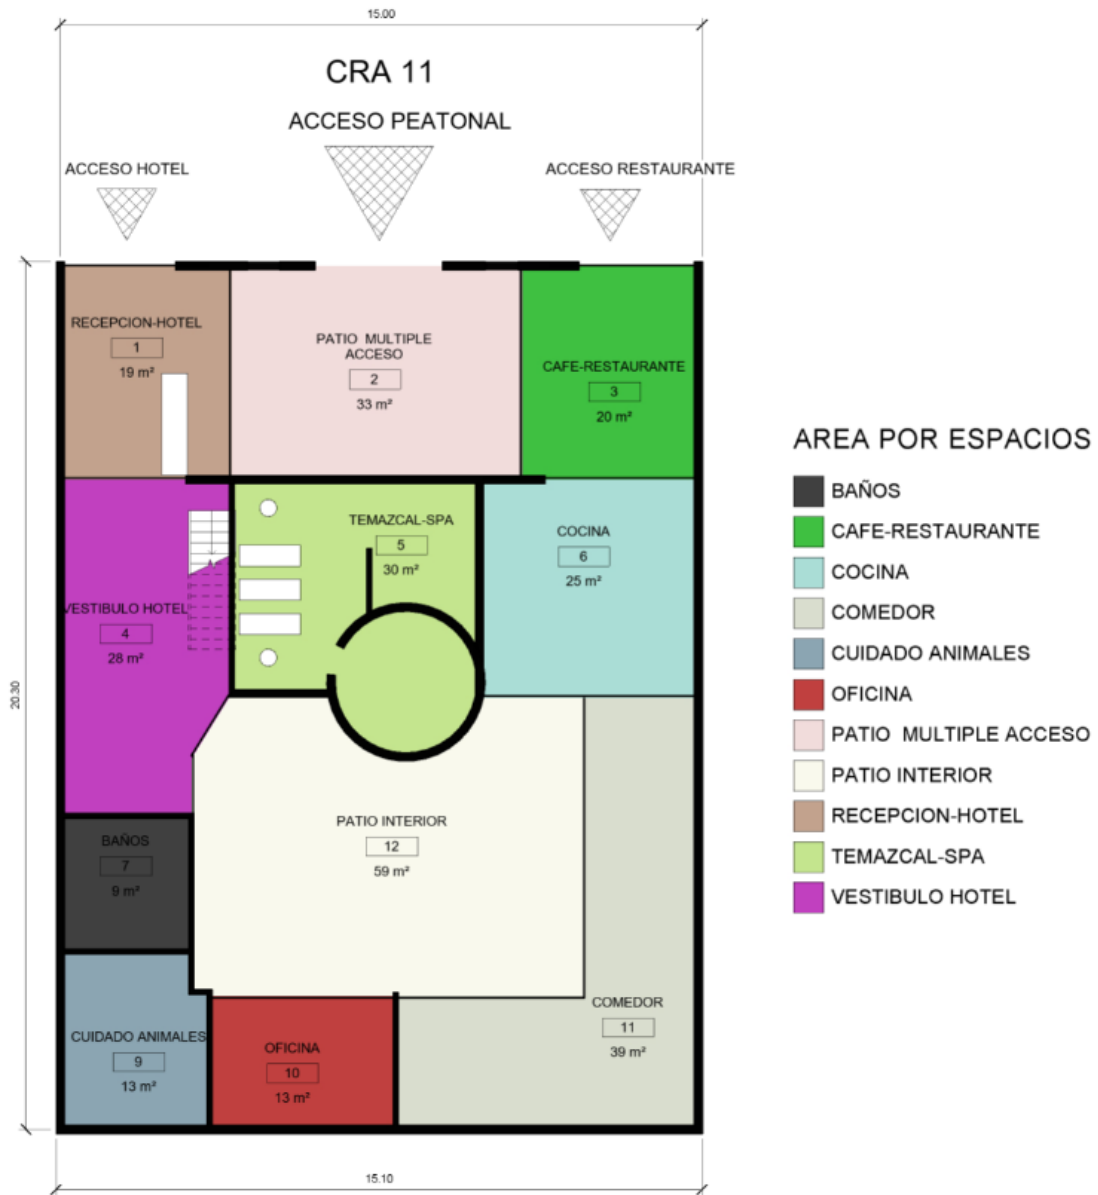 15.00
CRA 11
ACCESO PEATONAL
ACCESO HOTEL
ACCESO RESTAURANTE
RECEPCION-HOTEL
1
19 m²
PATIO  MULTIPLE
ACCESO
2
33 m²
CAFE-RESTAURANTE
3
20 m²
TEMAZCAL-SPA
5
30 m²
COCINA
6
25 m²
VESTIBULO HOTEL
4
28 m²
20.30
PATIO INTERIOR
12
59 m²
BAÑOS
7
9 m²
CUIDADO ANIMALES
9
13 m²
OFICINA
10
13 m²
COMEDOR
11
39 m²
15.10
AREA POR ESPACIOS
BAÑOS
CAFE-RESTAURANTE
COCINA
COMEDOR
CUIDADO ANIMALES
OFICINA
PATIO  MULTIPLE ACCESO
PATIO INTERIOR
RECEPCION-HOTEL
TEMAZCAL-SPA
VESTIBULO HOTEL